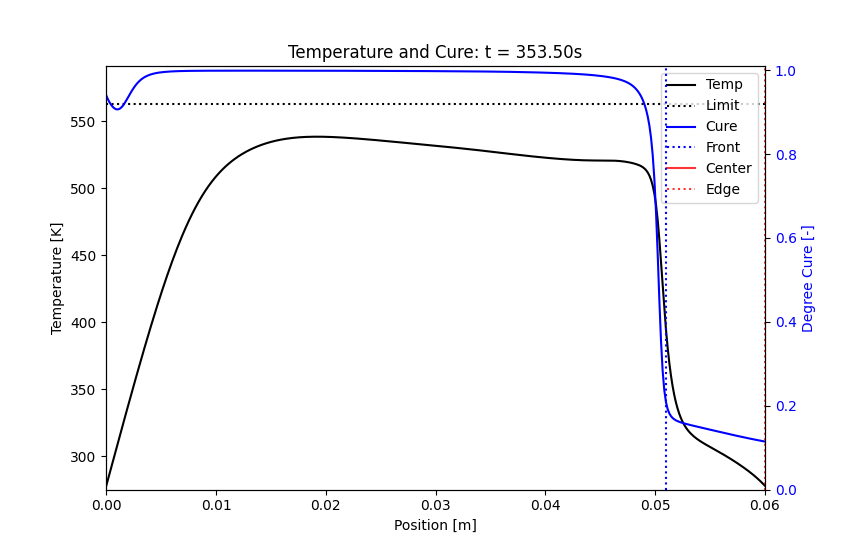 Temperature and Cure: t = 353.50s
Temp
Limit
Cure
Front
Center
Edge
Temperature [K]
550
500
450
400
350
300
Degree Cure [-]
1.0
0.8
0.6
0.4
0.2
0.0
0.00 0.01 0.02 0.03 0.04 0.05 0.06
Position [m]